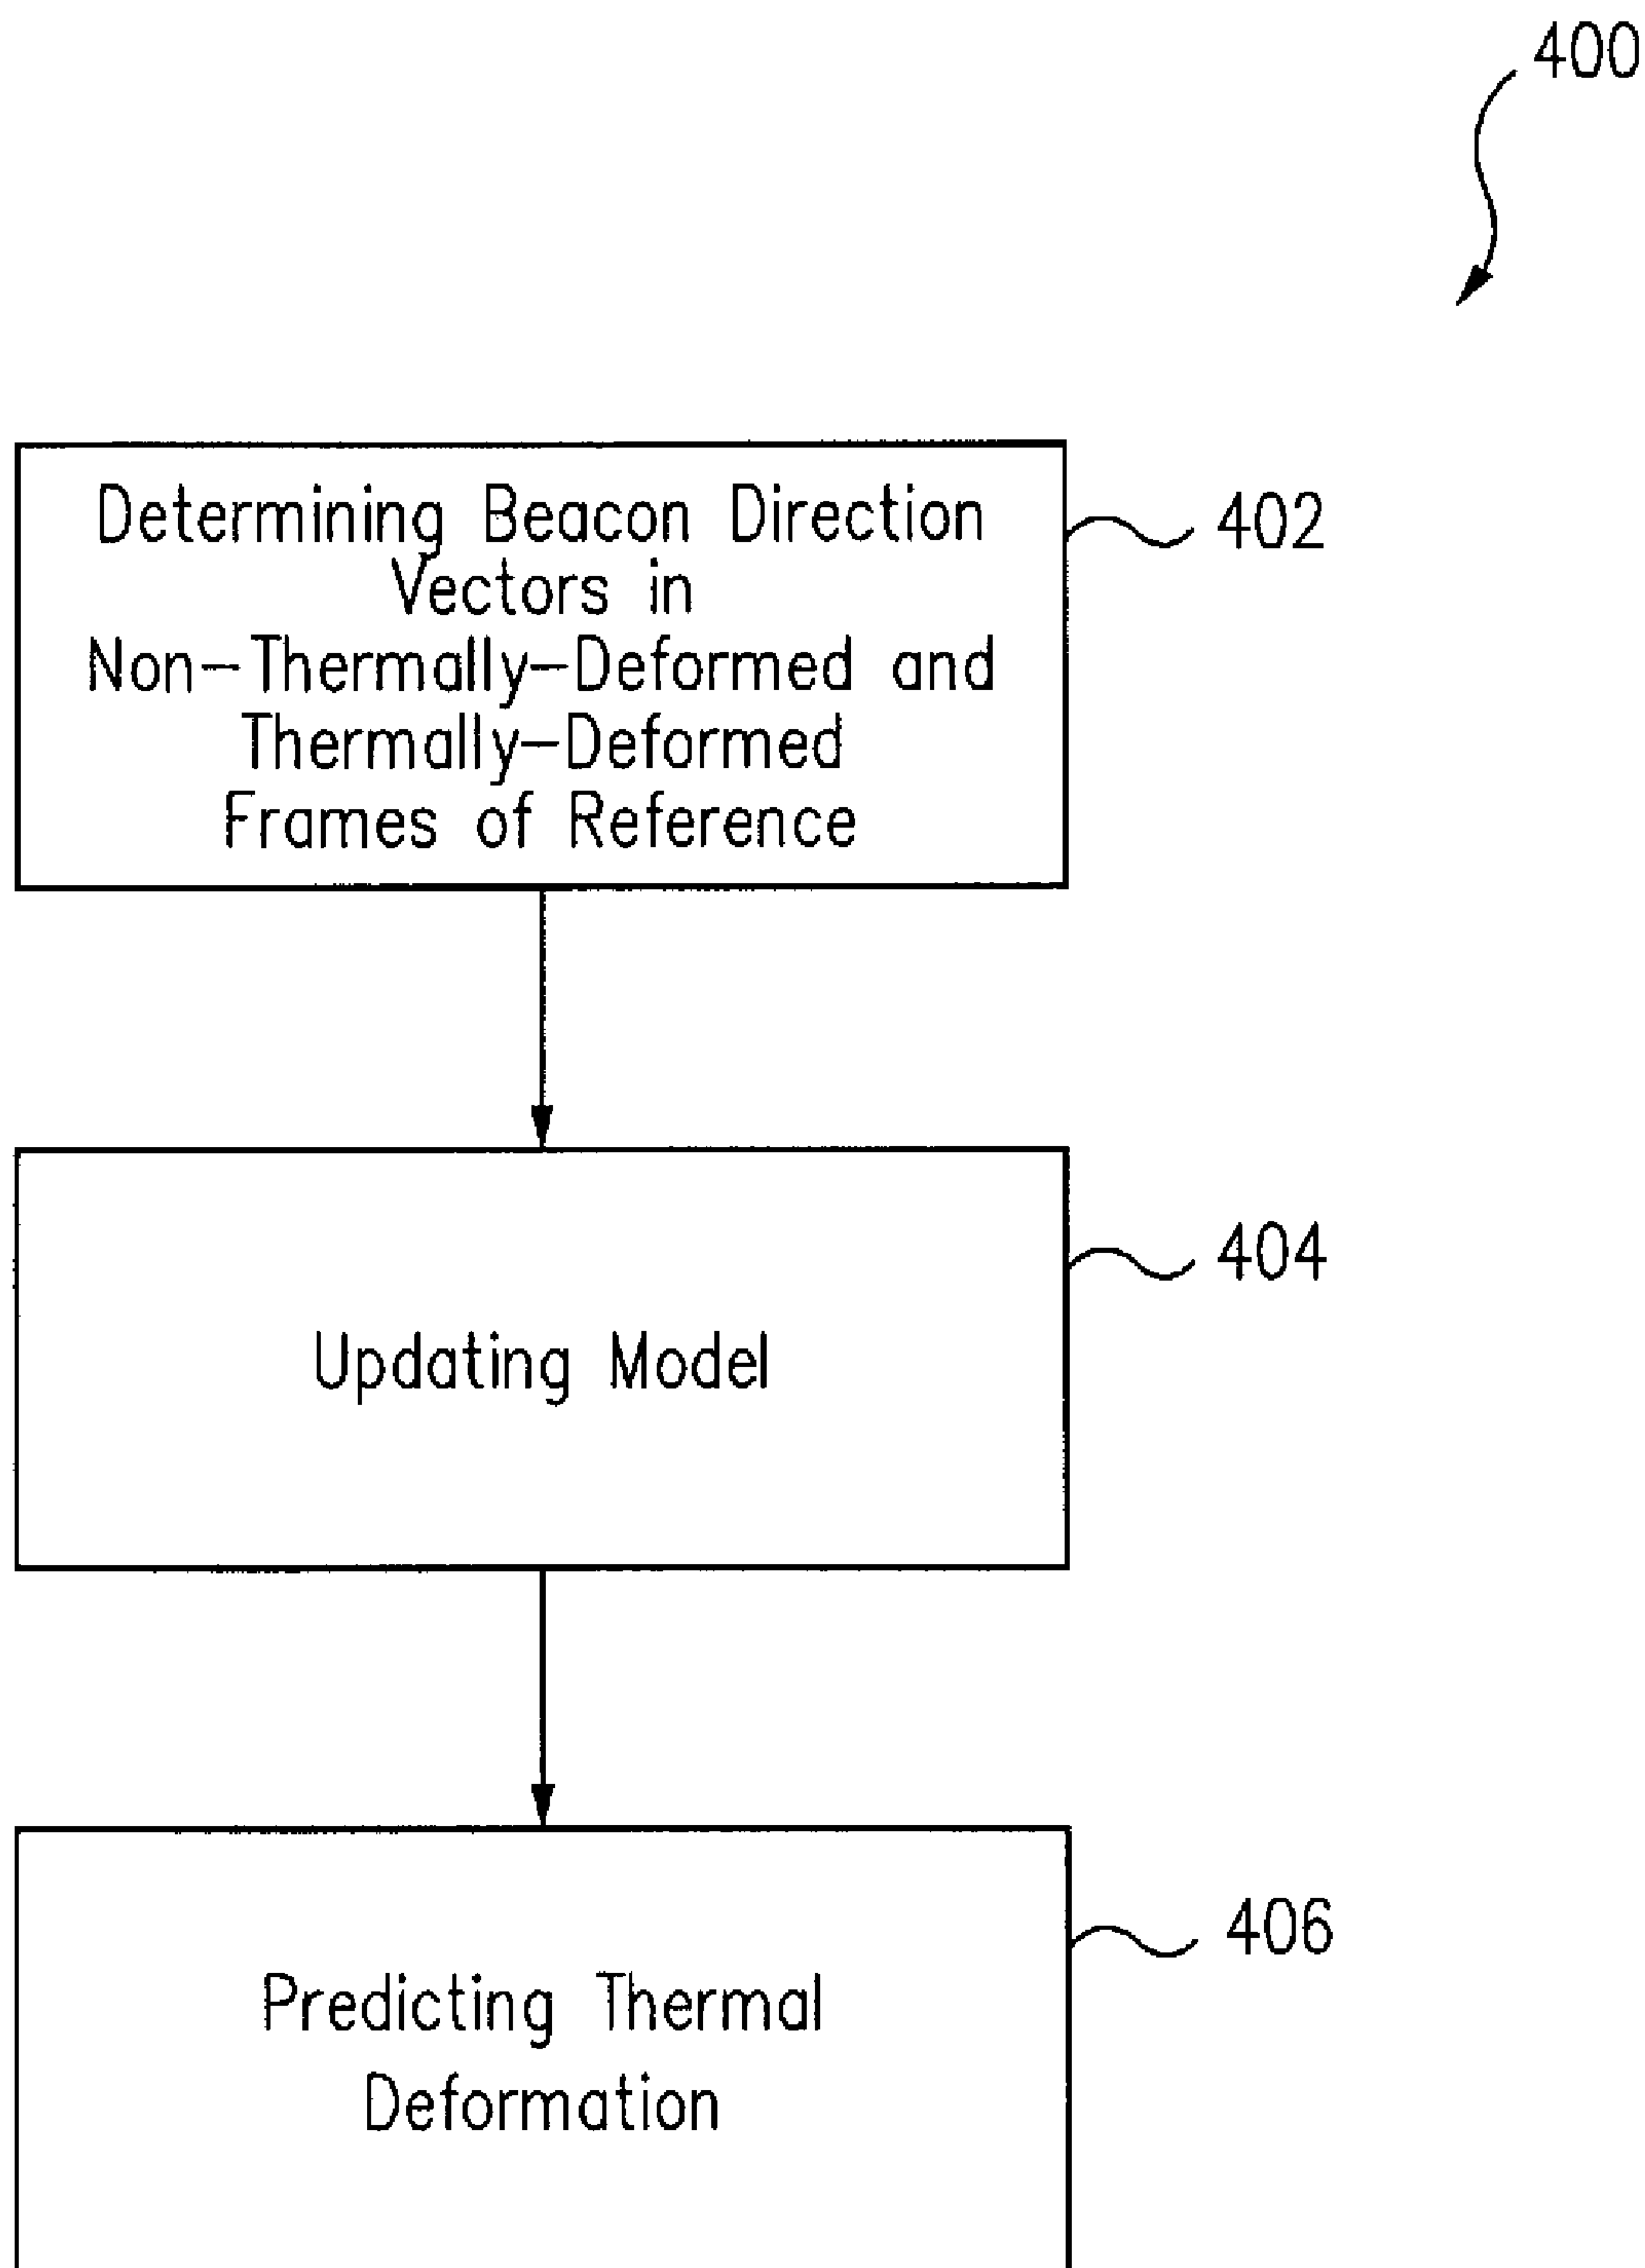 400
Determining Beacon Direction
Vectors in
Non-Thermally-Deformed and
Thermally-Deformed
Frames of Reference
402
Updating Model
404
Predicting Thermal
Deformation
406